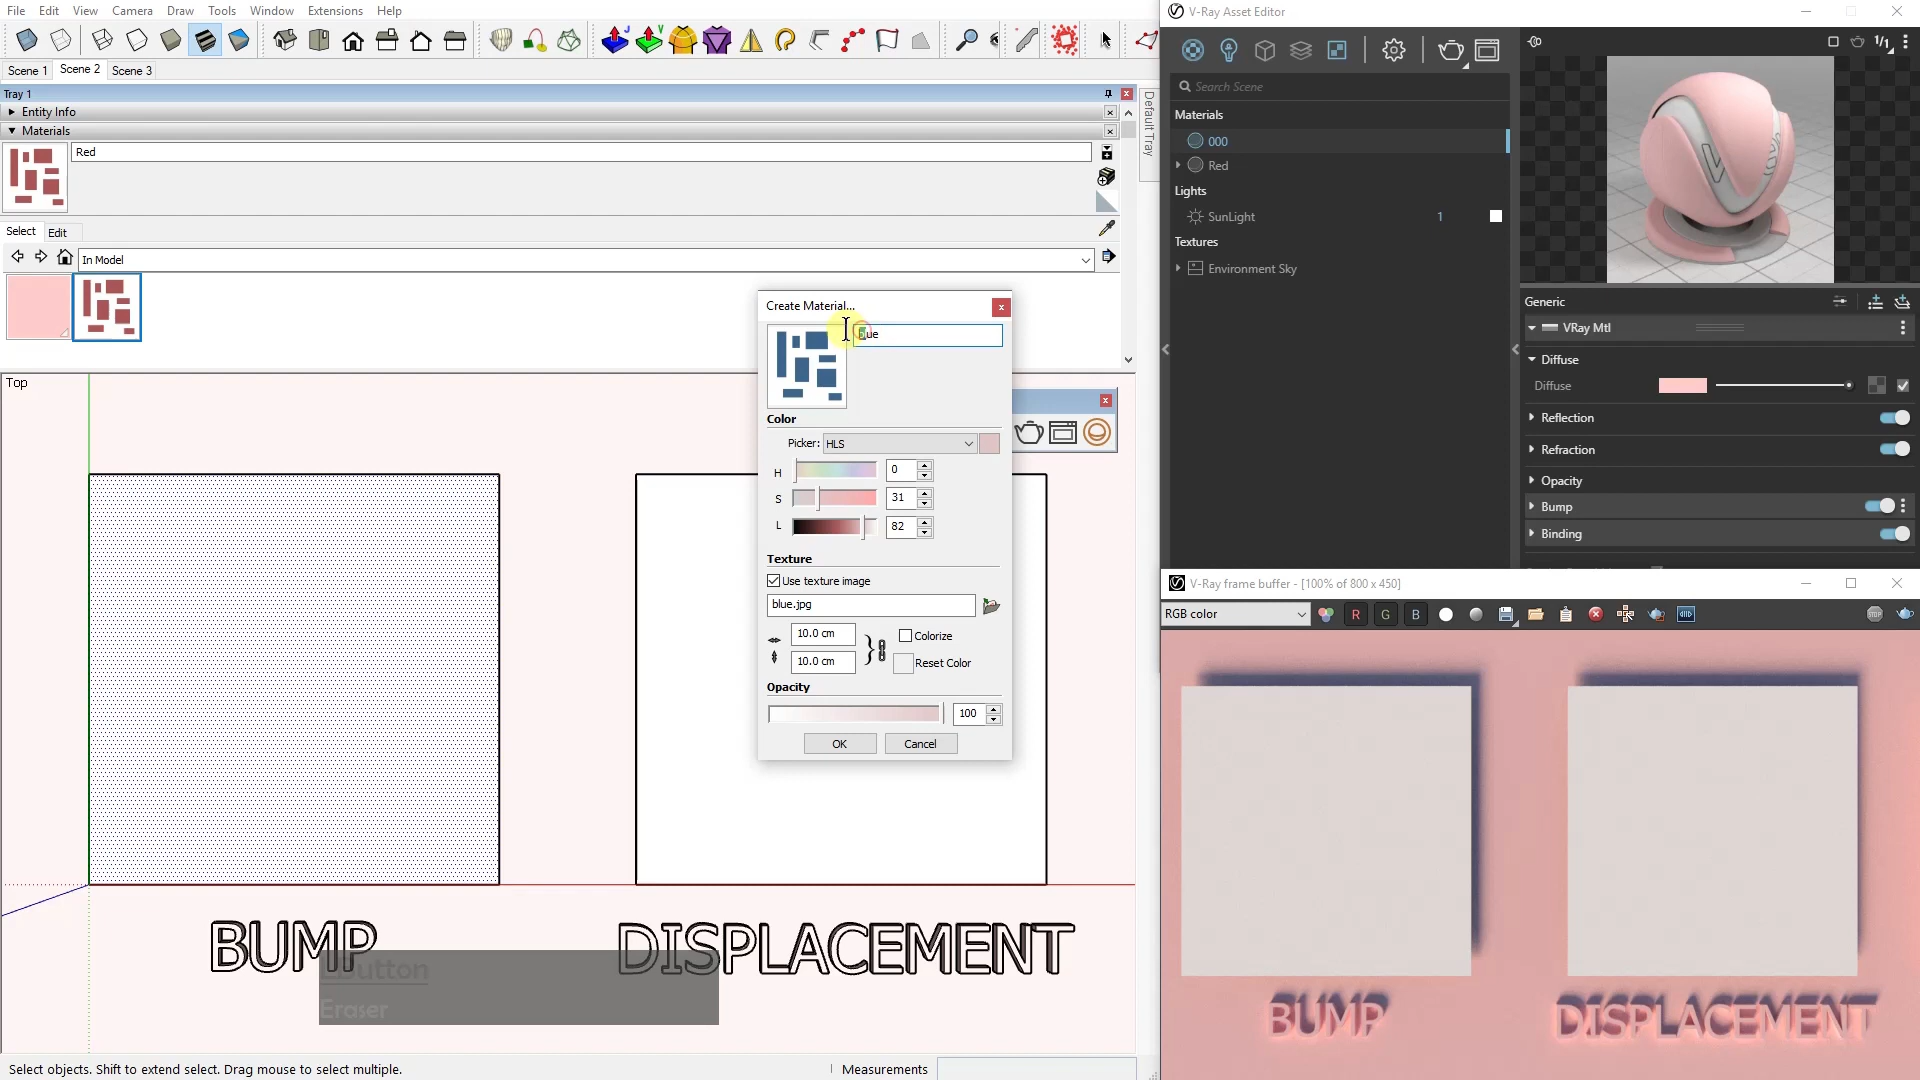 File Edit View Camera Draw Tools Window Extensions Help
Scene 1 Scene 2 Scene 3
Tray 1
Entity Info
Materials
Red
Select Edit
In Model
Default Tray
Top
BUMP
DISPLACEMENT
Button
Eraser
Select objects. Shift to extend select. Drag mouse to select multiple.
Measurements
Create Material...
Color
Picker: HLS
H 0
S 31
L 82
Texture
Use texture image
blue.jpg
10.0 cm
Colorize
10.0 cm
Reset Color
Opacity
100
OK Cancel
V-Ray Asset Editor
Search Scene
Materials
000
Red
Lights
SunLight 1
Textures
Environment Sky
1/1
Generic
VRay Mtl
Diffuse
Diffuse
Reflection
Refraction
Opacity
Bump
Binding
V-Ray frame buffer - [100% of 800 x 450]
RGB color
R G B
STOP
BUMP
DISPLACEMENT